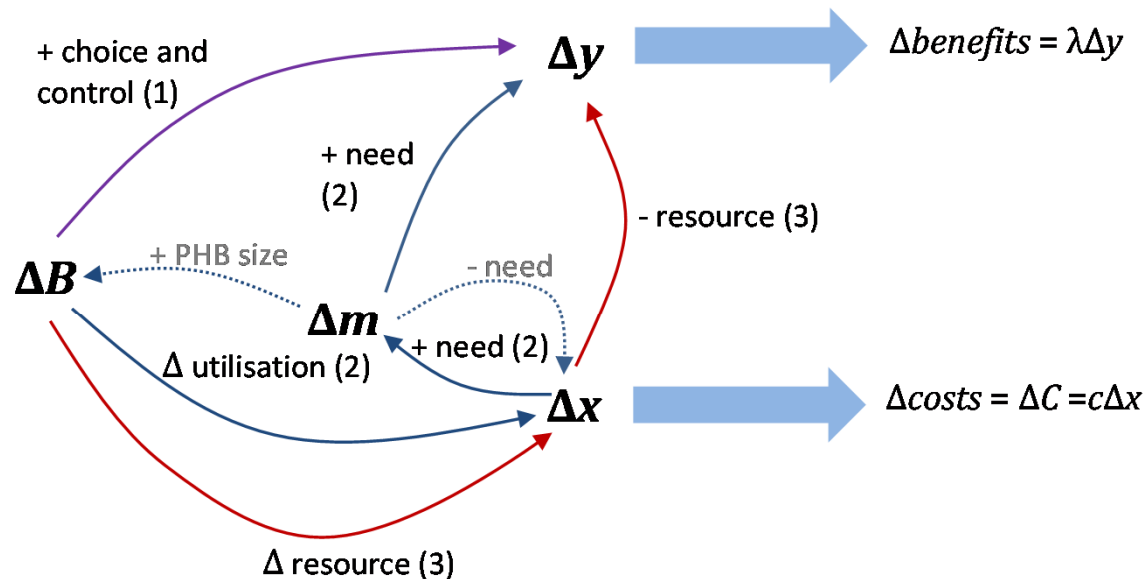 + choice and
control (1)
Δy
Δbenefits = λΔy
+ need
(2)
- resource (3)
+ PHB size
- need
ΔB
Δm
+ need (2)
Δ utilisation (2)
Δx
Δcosts = ΔC =cΔx
Δ resource (3)